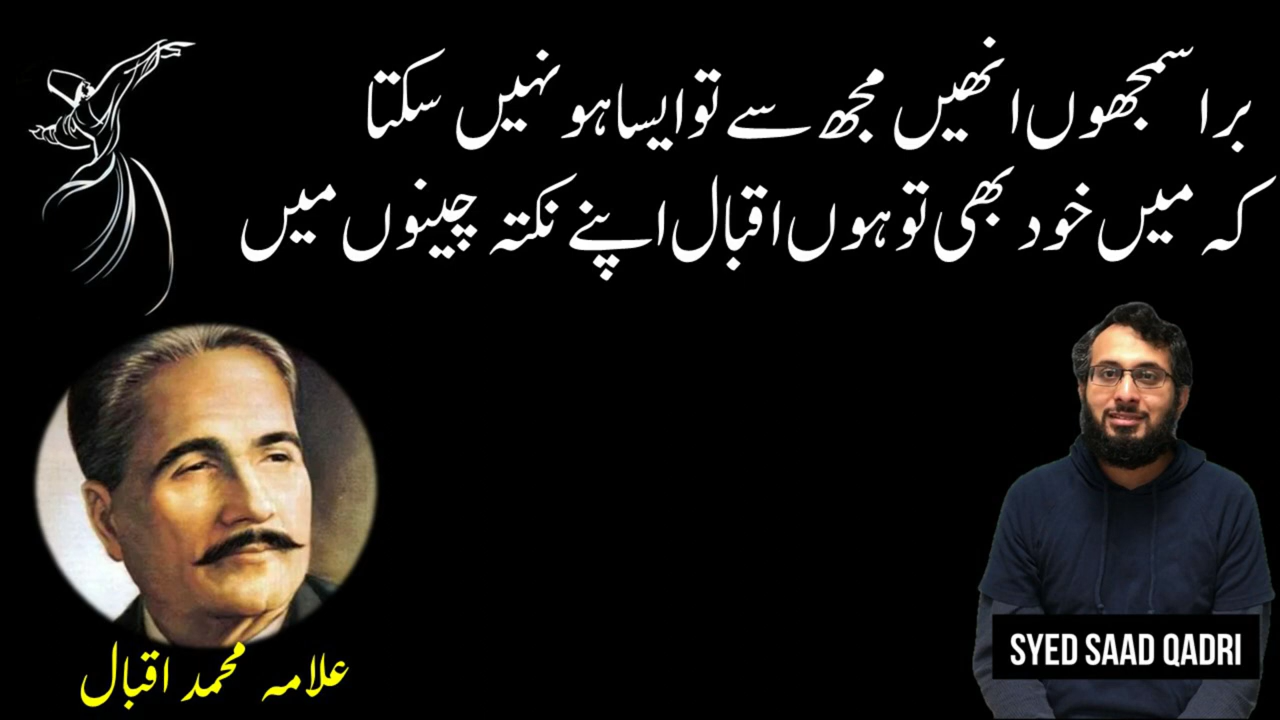 برا سمجھوں انھیں مجھ سے تو ایسا ہو نہیں سکتا
کہ میں خود بھی تو ہوں اقبال اپنے نکتہ چینوں میں
علامہ محمد اقبال
SYED SAAD QADRI